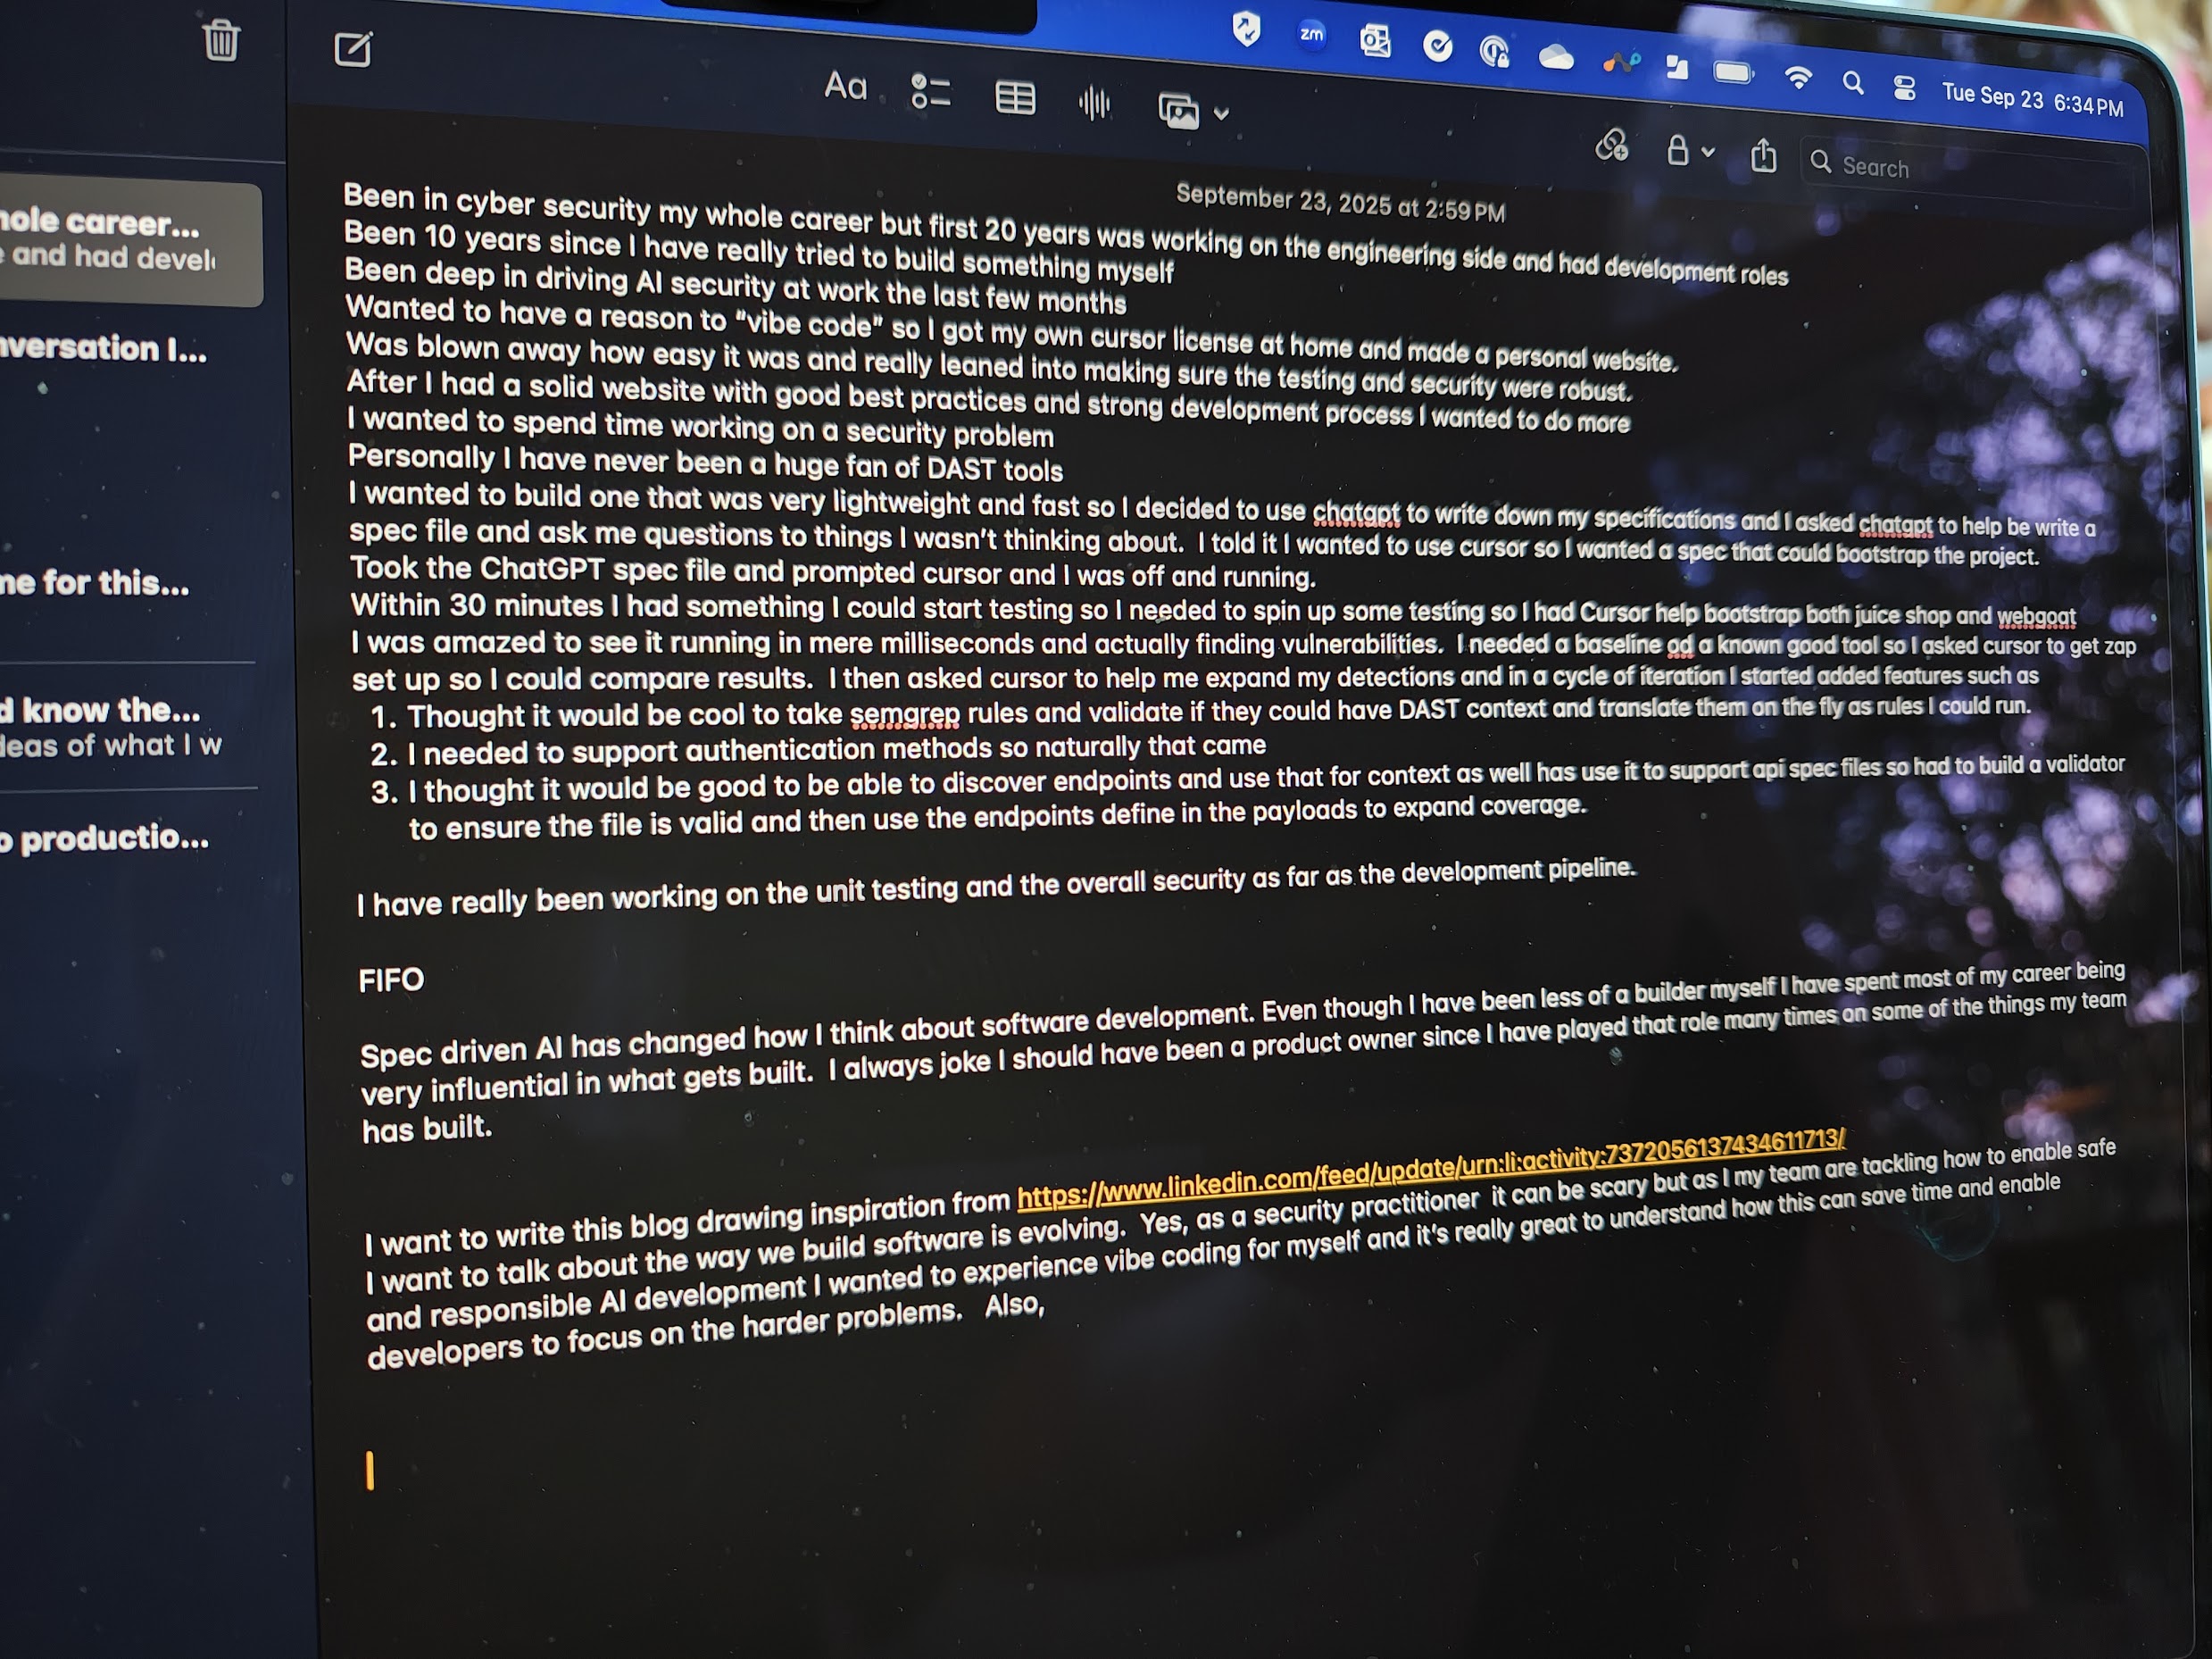 zm
Tue Sep 23 6:34 PM
Aa
Search
hole career...
and had devel
versation I...
me for this...
d know the...
deas of what I w
o productio...
September 23, 2025 at 2:59 PM
Been in cyber security my whole career but first 20 years was working on the engineering side and had development roles
Been 10 years since I have really tried to build something myself
Been deep in driving AI security at work the last few months
Wanted to have a reason to “vibe code” so I got my own cursor license at home and made a personal website.
Was blown away how easy it was and really leaned into making sure the testing and security were robust.
After I had a solid website with good best practices and strong development process I wanted to do more
I wanted to spend time working on a security problem
Personally I have never been a huge fan of DAST tools
I wanted to build one that was very lightweight and fast so I decided to use chatgpt to write down my specifications and I asked chatgpt to help be write a
spec file and ask me questions to things I wasn’t thinking about. I told it I wanted to use cursor so I wanted a spec that could bootstrap the project.
Took the ChatGPT spec file and prompted cursor and I was off and running.
Within 30 minutes I had something I could start testing so I needed to spin up some testing so I had Cursor help bootstrap both juice shop and webgoat
I was amazed to see it running in mere milliseconds and actually finding vulnerabilities. I needed a baseline od a known good tool so I asked cursor to get zap
set up so I could compare results. I then asked cursor to help me expand my detections and in a cycle of iteration I started added features such as
1. Thought it would be cool to take semgrep rules and validate if they could have DAST context and translate them on the fly as rules I could run.
2. I needed to support authentication methods so naturally that came
3. I thought it would be good to be able to discover endpoints and use that for context as well has use it to support api spec files so had to build a validator
to ensure the file is valid and then use the endpoints define in the payloads to expand coverage.
I have really been working on the unit testing and the overall security as far as the development pipeline.
FIFO
Spec driven AI has changed how I think about software development. Even though I have been less of a builder myself I have spent most of my career being
very influential in what gets built. I always joke I should have been a product owner since I have played that role many times on some of the things my team
has built.
I want to write this blog drawing inspiration from https://www.linkedin.com/feed/update/urn:li:activity:7372056137434611713/
I want to talk about the way we build software is evolving. Yes, as a security practitioner it can be scary but as I my team are tackling how to enable safe
and responsible AI development I wanted to experience vibe coding for myself and it’s really great to understand how this can save time and enable
developers to focus on the harder problems. Also,